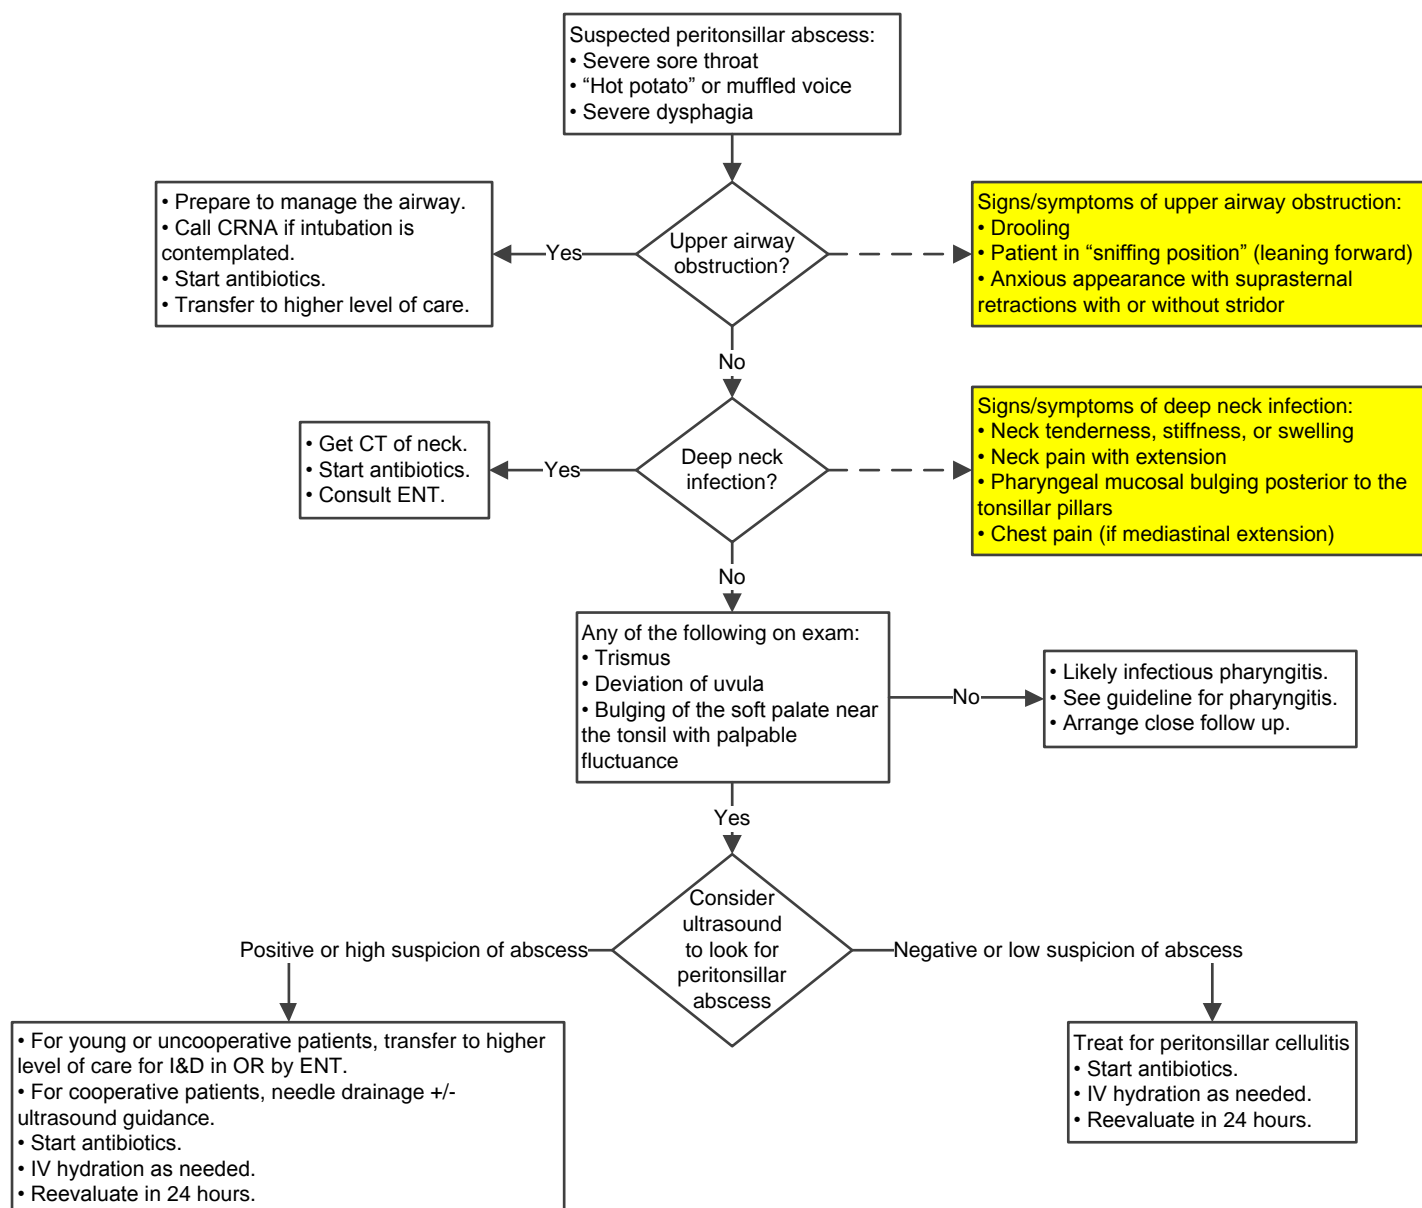 Suspected peritonsillar abscess:
• Severe sore throat
• “Hot potato” or muffled voice
• Severe dysphagia
• Prepare to manage the airway.
• Call CRNA if intubation is
contemplated.
• Start antibiotics.
• Transfer to higher level of care.
Yes
Upper airway
obstruction?
Signs/symptoms of upper airway obstruction:
• Drooling
• Patient in “sniffing position” (leaning forward)
• Anxious appearance with suprasternal
retractions with or without stridor
No
• Get CT of neck.
• Start antibiotics.
• Consult ENT.
Yes
Deep neck
infection?
Signs/symptoms of deep neck infection:
• Neck tenderness, stiffness, or swelling
• Neck pain with extension
• Pharyngeal mucosal bulging posterior to the
tonsillar pillars
• Chest pain (if mediastinal extension)
No
Any of the following on exam:
• Trismus
• Deviation of uvula
• Bulging of the soft palate near
the tonsil with palpable
fluctuance
No
• Likely infectious pharyngitis.
• See guideline for pharyngitis.
• Arrange close follow up.
Yes
Consider
ultrasound
to look for
peritonsillar
abscess
Positive or high suspicion of abscess
Negative or low suspicion of abscess
• For young or uncooperative patients, transfer to higher
level of care for I&D in OR by ENT.
• For cooperative patients, needle drainage +/-
ultrasound guidance.
• Start antibiotics.
• IV hydration as needed.
• Reevaluate in 24 hours.
Treat for peritonsillar cellulitis
• Start antibiotics.
• IV hydration as needed.
• Reevaluate in 24 hours.